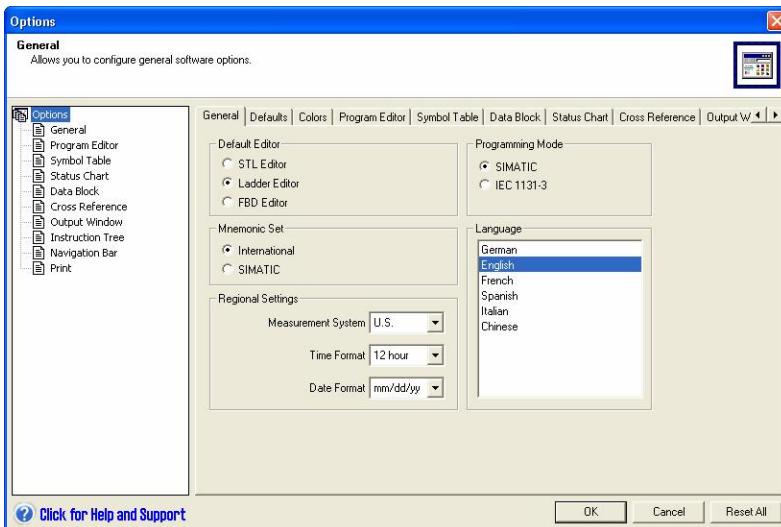 Options
General
Allows you to configure general software options.
Options
General
Program Editor
Symbol Table
Status Chart
Data Block
Cross Reference
Output Window
Instruction Tree
Navigation Bar
Print
General Defaults Colors Program Editor Symbol Table Data Block Status Chart Cross Reference Output W
Default Editor
STL Editor
Ladder Editor
FBD Editor
Programming Mode
SIMATIC
IEC 1131-3
Mnemonic Set
International
SIMATIC
Language
German
English
French
Spanish
Italian
Chinese
Regional Settings
Measurement System U.S.
Time Format 12 hour
Date Format mm/dd/yy
? Click for Help and Support
OK Cancel Reset All